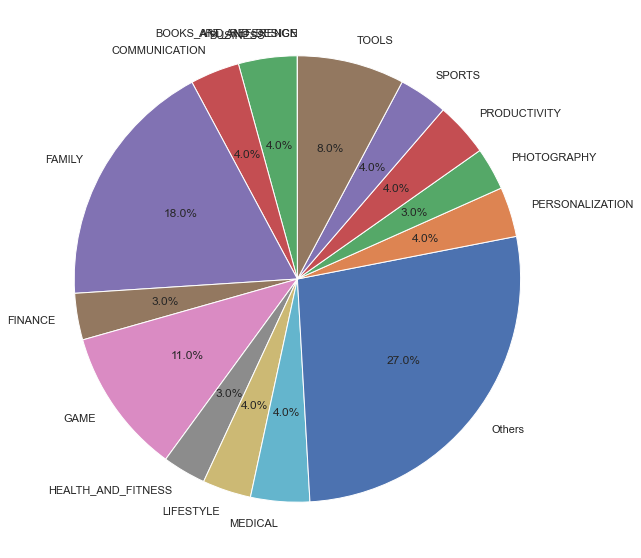 BOOKS_AND_REFERENCE
BUSINESS
TOOLS
COMMUNICATION
SPORTS
PRODUCTIVITY
PHOTOGRAPHY
PERSONALIZATION
FAMILY
4.0%
4.0%
8.0%
4.0%
4.0%
3.0%
4.0%
18.0%
3.0%
FINANCE
11.0%
27.0%
3.0%
4.0%
4.0%
GAME
Others
HEALTH_AND_FITNESS
LIFESTYLE
MEDICAL